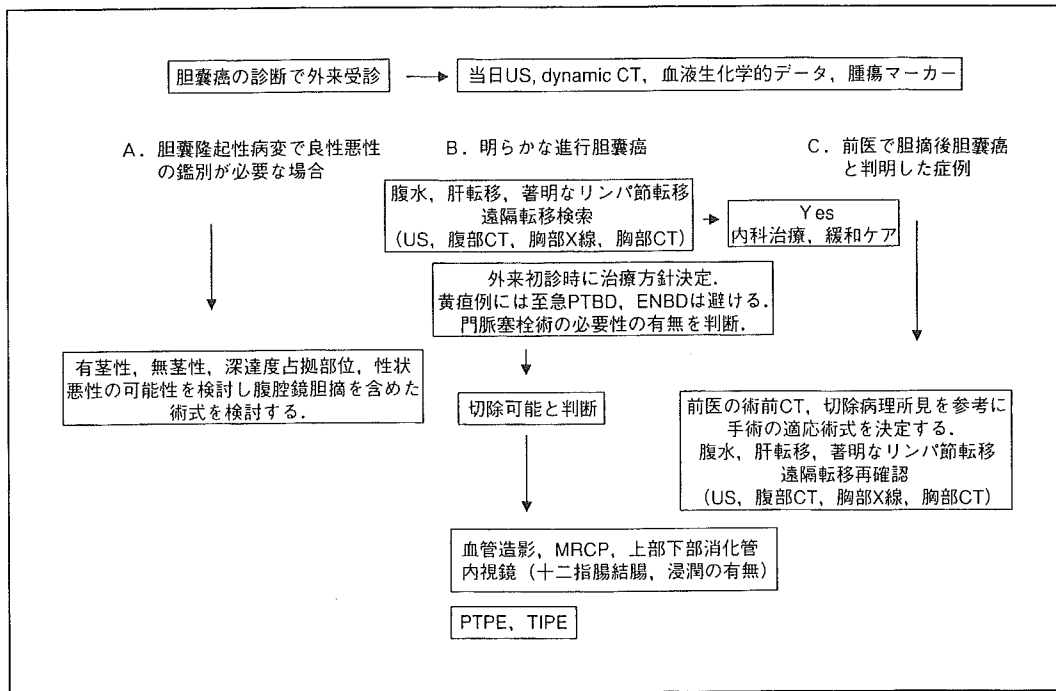 胆嚢癌の診断で外来受診
当日US, dynamic CT，血液生化学的データ，腫瘍マーカー
A．胆嚢隆起性病変で良性悪性
の鑑別が必要な場合
B．明らかな進行胆嚢癌
C．前医で胆摘後胆嚢癌
と判明した症例
腹水，肝転移，著明なリンパ節転移
遠隔転移検索
(US，腹部CT，胸部X線，胸部CT)
Yes
内科治療，緩和ケア
外来初診時に治療方針決定．
黄疸例には至急PTBD，ENBDは避ける．
門脈塞栓術の必要性の有無を判断．
有茎性，無茎性，深達度占拠部位，性状
悪性の可能性を検討し腹腔鏡胆摘を含めた
術式を検討する．
切除可能と判断
前医の術前CT，切除病理所見を参考に
手術の適応術式を決定する．
腹水，肝転移，著明なリンパ節転移
遠隔転移再確認
(US，腹部CT，胸部X線，胸部CT)
血管造影，MRCP，上部下部消化管
内視鏡（十二指腸結腸，浸潤の有無）
PTPE，TIPE